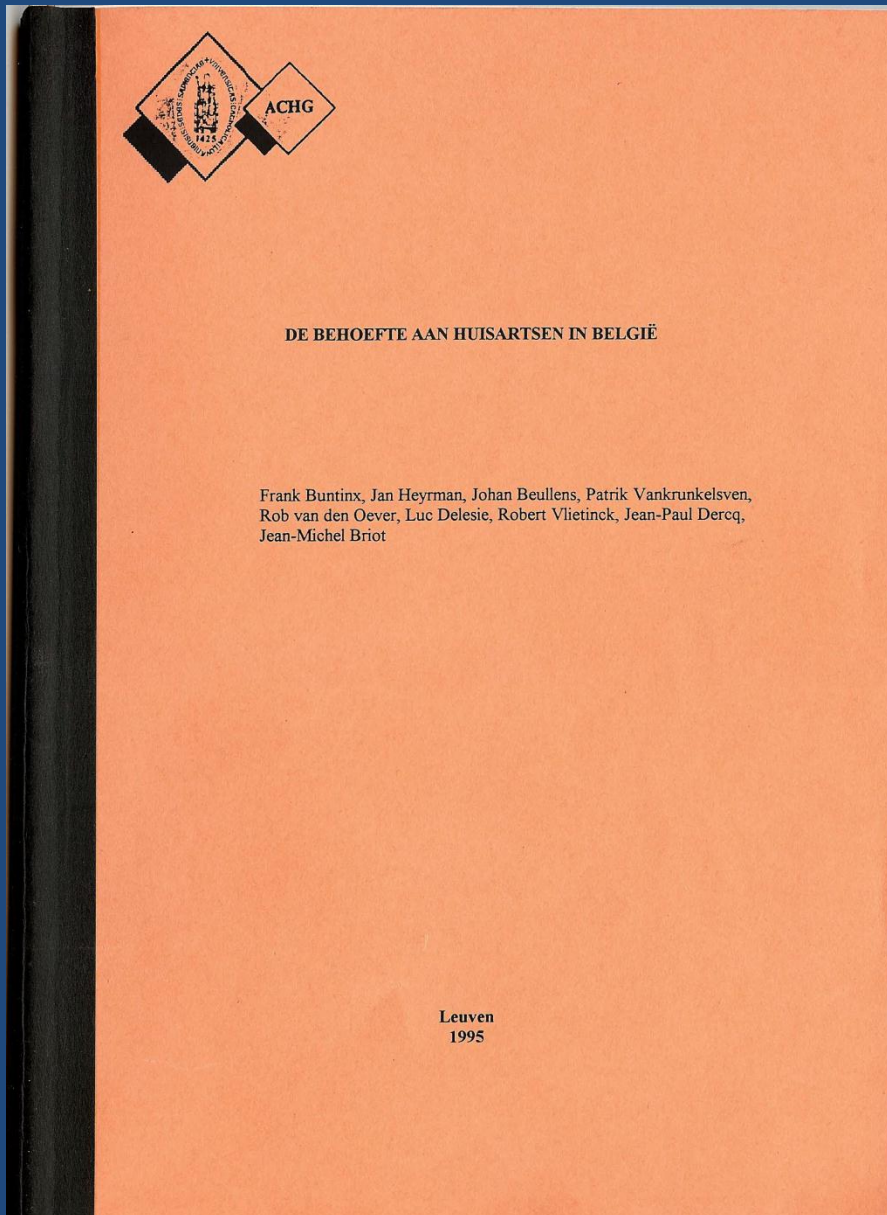 ACHG
1425
DE BEHOEFTE AAN HUISARTSEN IN BELGIË
Frank Buntinx, Jan Heyrman, Johan Beullens, Patrik Vankrunkelsven,
Rob van den Oever, Luc Delesie, Robert Vlietinck, Jean-Paul Dercq,
Jean-Michel Briot
Leuven
1995